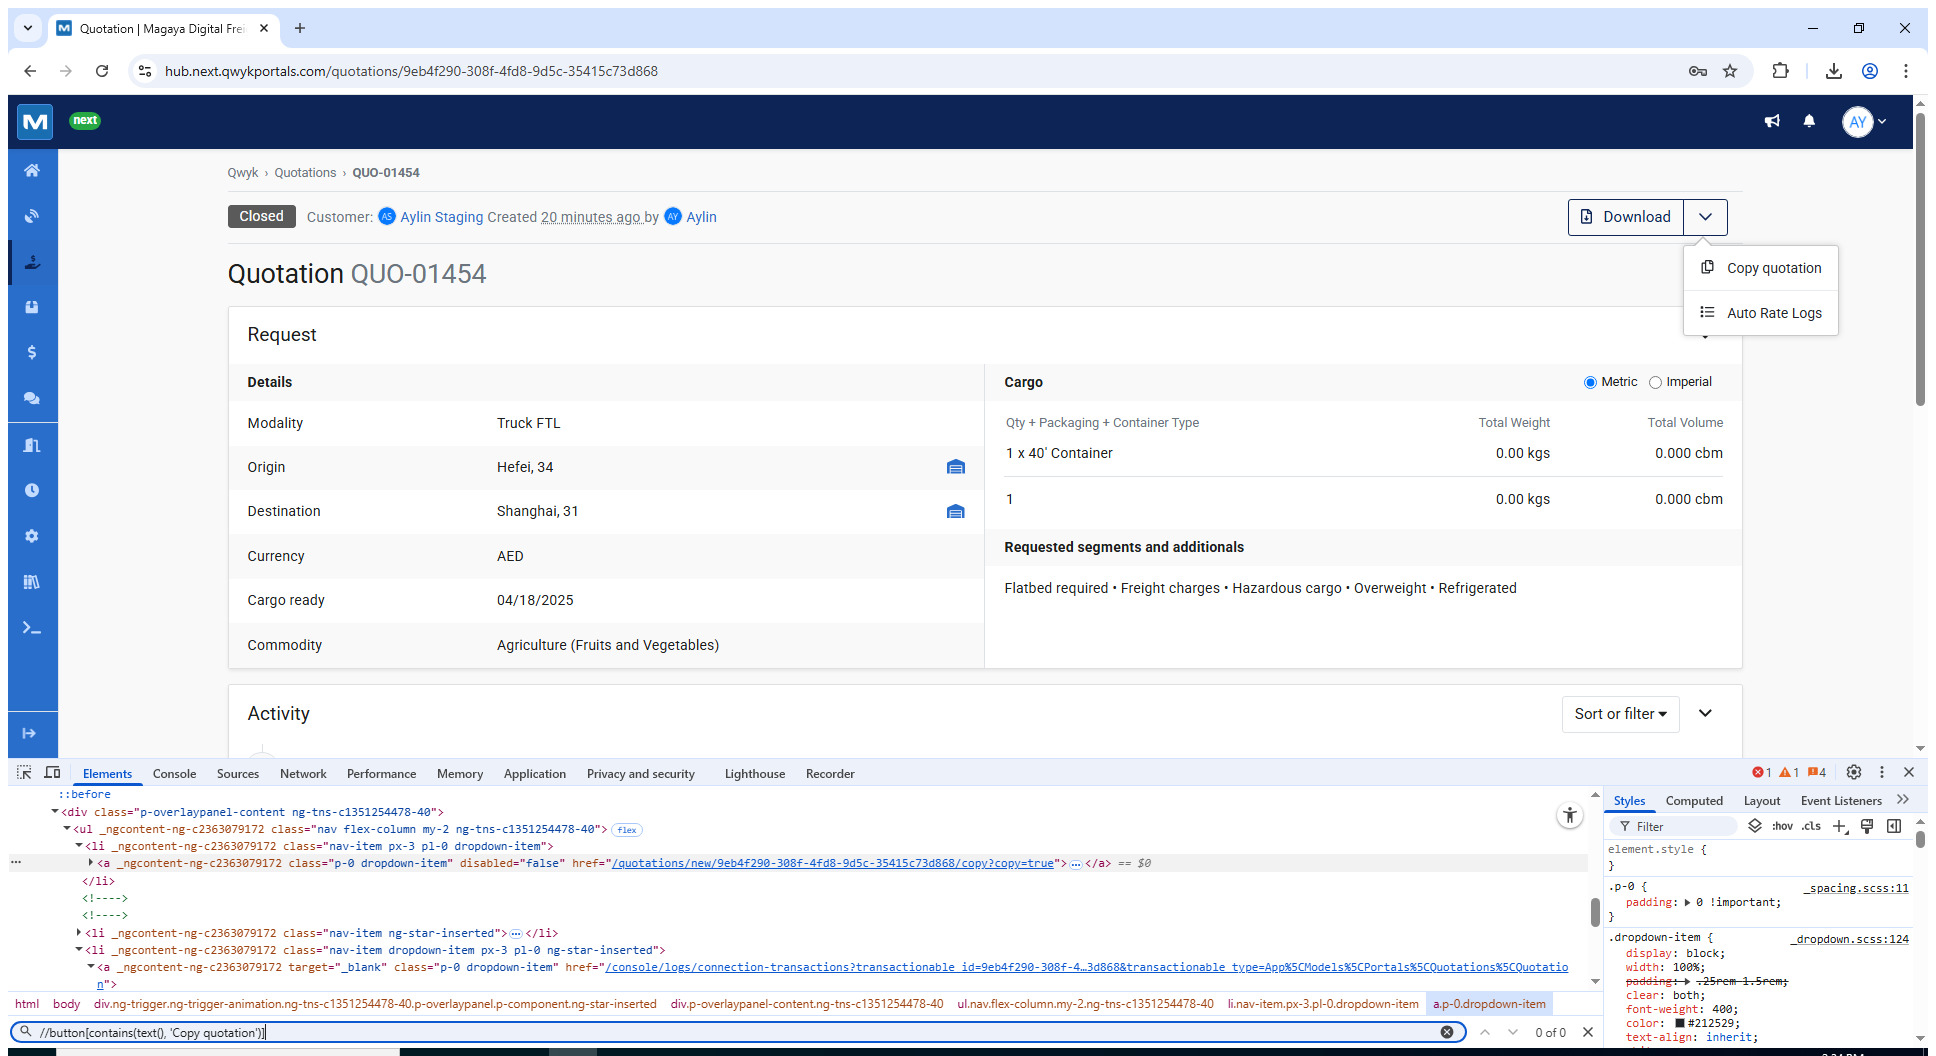 Quotation | Magaya Digital Frei
hub.next.qwykportals.com/quotations/9eb4f290-308f-4fd8-9d5c-35415c73d868
M next AY
Qwyk › Quotations › QUO-01454
Closed Customer: AS Aylin Staging Created 20 minutes ago by AY Aylin Download
Copy quotation
Auto Rate Logs
Quotation QUO-01454
Request
Details
Modality Truck FTL
Origin Hefei, 34
Destination Shanghai, 31
Currency AED
Cargo ready 04/18/2025
Commodity Agriculture (Fruits and Vegetables)
Cargo Metric Imperial
Qty + Packaging + Container Type Total Weight Total Volume
1 x 40' Container 0.00 kgs 0.000 cbm
1 0.00 kgs 0.000 cbm
Requested segments and additionals
Flatbed required • Freight charges • Hazardous cargo • Overweight • Refrigerated
Activity Sort or filter
Elements Console Sources Network Performance Memory Application Privacy and security Lighthouse Recorder 1 1 4
::before
<div class="p-overlaypanel-content ng-tns-c1351254478-40">
<ul _ngcontent-ng-c2363079172 class="nav flex-column my-2 ng-tns-c1351254478-40"> flex
<li _ngcontent-ng-c2363079172 class="nav-item px-3 pl-0 dropdown-item">
<a _ngcontent-ng-c2363079172 class="p-0 dropdown-item" disabled="false" href="/quotations/new/9eb4f290-308f-4fd8-9d5c-35415c73d868/copy?copy=true"> … </a> == $0
</li>
<!---->
<!---->
<li _ngcontent-ng-c2363079172 class="nav-item ng-star-inserted"> … </li>
<li _ngcontent-ng-c2363079172 class="nav-item dropdown-item px-3 pl-0 ng-star-inserted">
<a _ngcontent-ng-c2363079172 target="_blank" class="p-0 dropdown-item" href="/console/logs/connection-transactions?transactionable_id=9eb4f290-308f-4…3d868&transactionable_type=App%5CModels%5CPortals%5CQuotations%5CQuotatio
n">
html body div.ng-trigger.ng-trigger-animation.ng-tns-c1351254478-40.p-overlaypanel.p-component.ng-star-inserted div.p-overlaypanel-content.ng-tns-c1351254478-40 ul.nav.flex-column.my-2.ng-tns-c1351254478-40 li.nav-item.px-3.pl-0.dropdown-item a.p-0.dropdown-item
//button[contains(text(), 'Copy quotation')] 0 of 0
Styles Computed Layout Event Listeners
Filter :hov .cls
element.style {
}
.p-0 { _spacing.scss:11
padding: 0 !important;
}
.dropdown-item { _dropdown.scss:124
display: block;
width: 100%;
padding: .25rem 1.5rem;
clear: both;
font-weight: 400;
color: #212529;
text-align: inherit;